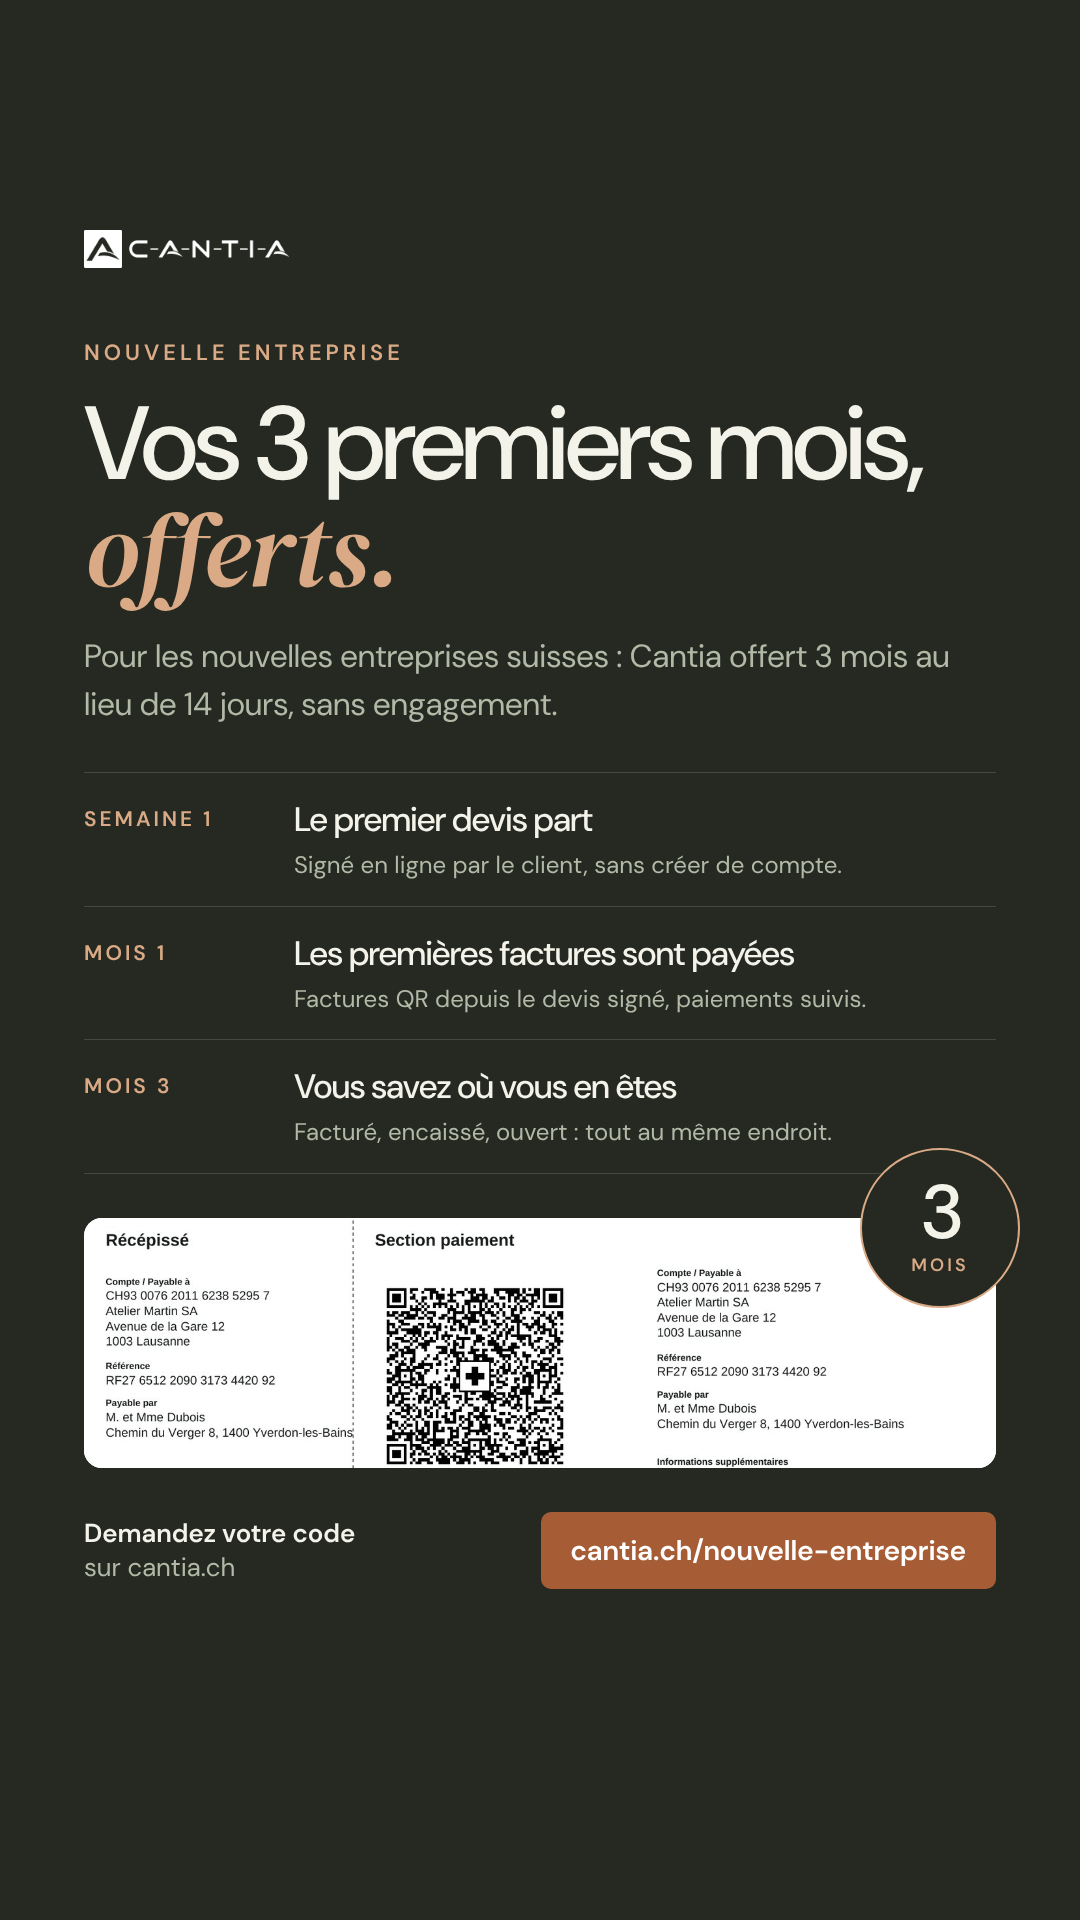 C-A-N-T-I-A
NOUVELLE ENTREPRISE
Vos 3 premiers mois,
offerts.
Pour les nouvelles entreprises suisses : Cantia offert 3 mois au
lieu de 14 jours, sans engagement.
SEMAINE 1
Le premier devis part
Signé en ligne par le client, sans créer de compte.
MOIS 1
Les premières factures sont payées
Factures QR depuis le devis signé, paiements suivis.
MOIS 3
Vous savez où vous en êtes
Facturé, encaissé, ouvert : tout au même endroit.
3
MOIS
Récépissé
Compte / Payable à
CH93 0076 2011 6238 5295 7
Atelier Martin SA
Avenue de la Gare 12
1003 Lausanne
Référence
RF27 6512 2090 3173 4420 92
Payable par
M. et Mme Dubois
Chemin du Verger 8, 1400 Yverdon-les-Bains
Section paiement
Compte / Payable à
CH93 0076 2011 6238 5295 7
Atelier Martin SA
Avenue de la Gare 12
1003 Lausanne
Référence
RF27 6512 2090 3173 4420 92
Payable par
M. et Mme Dubois
Chemin du Verger 8, 1400 Yverdon-les-Bains
Informations supplémentaires
Demandez votre code
sur cantia.ch
cantia.ch/nouvelle-entreprise